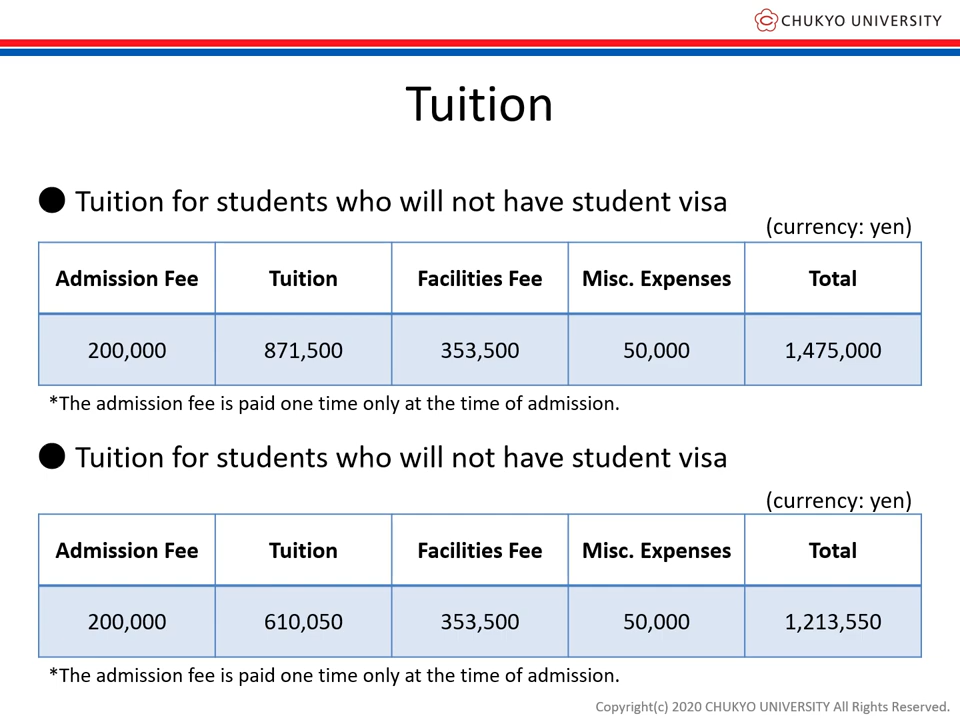 CHUKYO UNIVERSITY
Tuition
● Tuition for students who will not have student visa
(currency: yen)
Admission Fee Tuition Facilities Fee Misc. Expenses Total
200,000 871,500 353,500 50,000 1,475,000
*The admission fee is paid one time only at the time of admission.
● Tuition for students who will not have student visa
(currency: yen)
Admission Fee Tuition Facilities Fee Misc. Expenses Total
200,000 610,050 353,500 50,000 1,213,550
*The admission fee is paid one time only at the time of admission.
Copyright(c) 2020 CHUKYO UNIVERSITY All Rights Reserved.